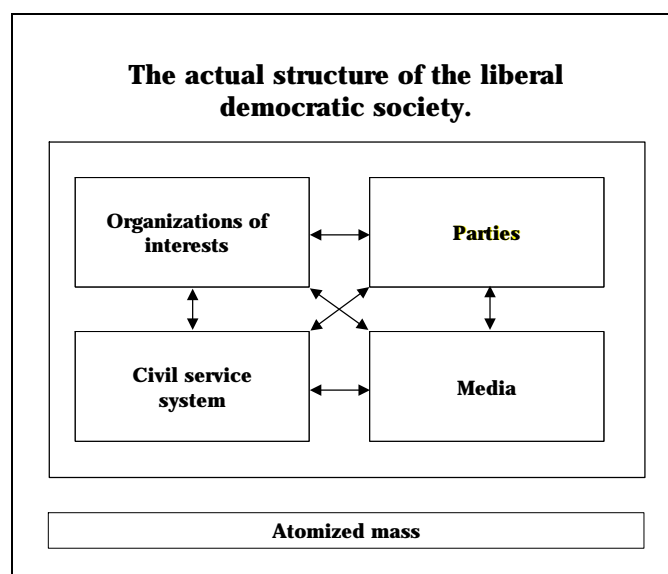 The actual structure of the liberal
democratic society.
Organizations of
interests
Parties
Civil service
system
Media
Atomized mass